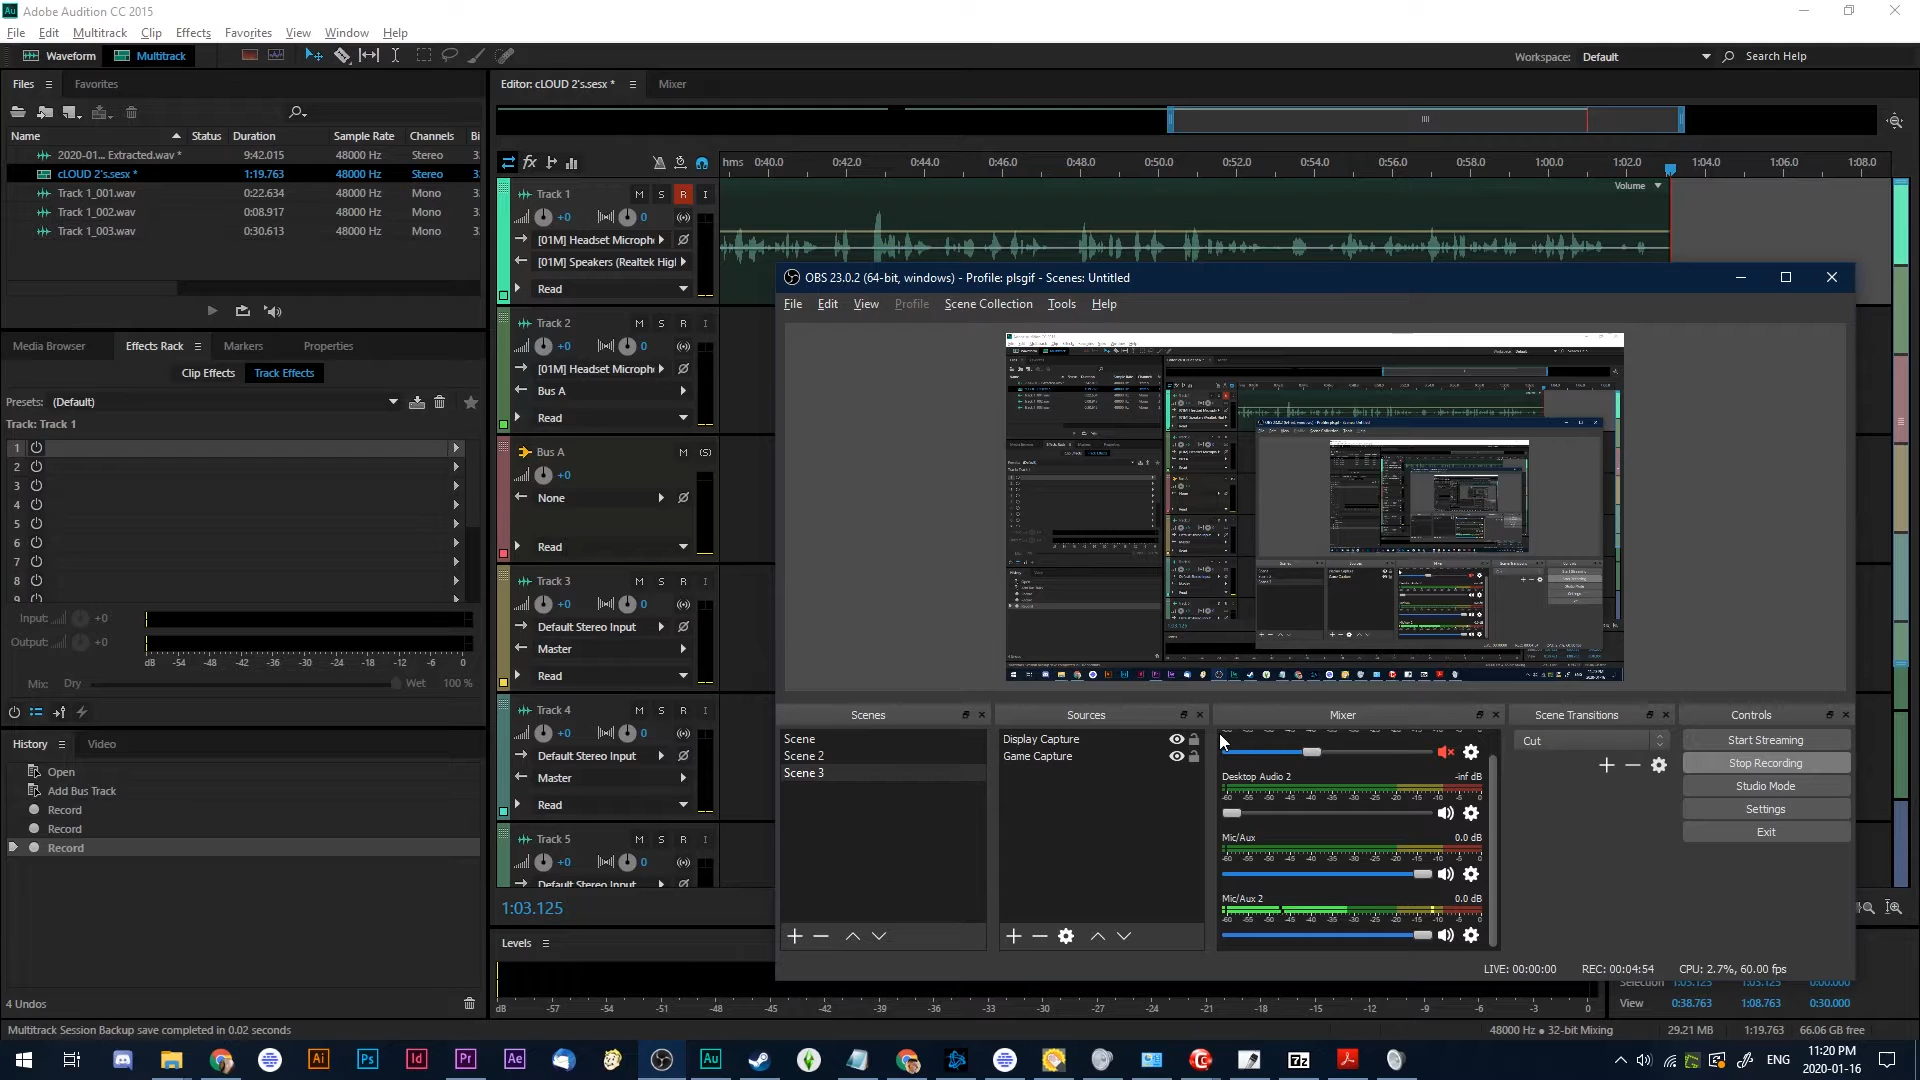 Adobe Audition CC 2015
File Edit Multitrack Clip Effects Favorites View Window Help
Waveform Multitrack Workspace: Default Search Help
Files Favorites
Name Status Duration Sample Rate Channels Bi
2020-01... Extracted.wav * 9:42.015 48000 Hz Stereo 3
cLOUD 2's.sesx * 1:19.763 48000 Hz Stereo 3
Track 1_001.wav 0:22.634 48000 Hz Mono 3
Track 1_002.wav 0:08.917 48000 Hz Mono 3
Track 1_003.wav 0:30.613 48000 Hz Mono 3
Media Browser Effects Rack Markers Properties
Clip Effects Track Effects
Presets: (Default)
Track: Track 1
1
2
3
4
5
6
7
8
9
Input: +0
Output: +0
dB -54 -48 -42 -36 -30 -24 -18 -12 -6 0
Mix: Dry Wet 100 %
History Video
Open
Add Bus Track
Record
Record
Record
4 Undos
Multitrack Session Backup save completed in 0.02 seconds
Editor: cLOUD 2's.sesx * Mixer
fx hms 0:40.0 0:42.0 0:44.0 0:46.0 0:48.0 0:50.0 0:52.0 0:54.0 0:56.0 0:58.0 1:00.0 1:02.0 1:04.0 1:06.0 1:08.0
Track 1 M S R I Volume
+0 0
[01M] Headset Microph
[01M] Speakers (Realtek Higl
Read
Track 2 M S R I
+0 0
[01M] Headset Microph
Bus A
Read
Bus A M (S)
+0
None
Read
Track 3 M S R I
+0 0
Default Stereo Input
Master
Read
Track 4 M S R I
+0 0
Default Stereo Input
Master
Read
Track 5 M S R I
+0 0
Default Stereo Input
1:03.125
Levels
dB -57 -48 -45 -42 -39 -36 -33 -30 -27 -24 -21 -18 -15 -12 -9 -6 -3 0
OBS 23.0.2 (64-bit, windows) - Profile: plsgif - Scenes: Untitled
File Edit View Profile Scene Collection Tools Help
Scenes Sources Mixer Scene Transitions Controls
Scene
Scene 2
Scene 3
Display Capture
Game Capture
Desktop Audio 2 -inf dB
-60 -55 -50 -45 -40 -35 -30 -25 -20 -15 -10 -5 0
Mic/Aux 0.0 dB
-60 -55 -50 -45 -40 -35 -30 -25 -20 -15 -10 -5 0
Mic/Aux 2 0.0 dB
-60 -55 -50 -45 -40 -35 -30 -25 -20 -15 -10 -5 0
Cut
Start Streaming
Stop Recording
Studio Mode
Settings
Exit
LIVE: 00:00:00 REC: 00:04:54 CPU: 2.7%, 60.00 fps
Selection 1:03.125 1:03.125 0:00.000
View 0:38.763 1:08.763 0:30.000
48000 Hz ● 32-bit Mixing 29.21 MB 1:19.763 66.06 GB free
Ai Ps Id Pr Ae Au 7z ENG 11:20 PM
2020-01-16